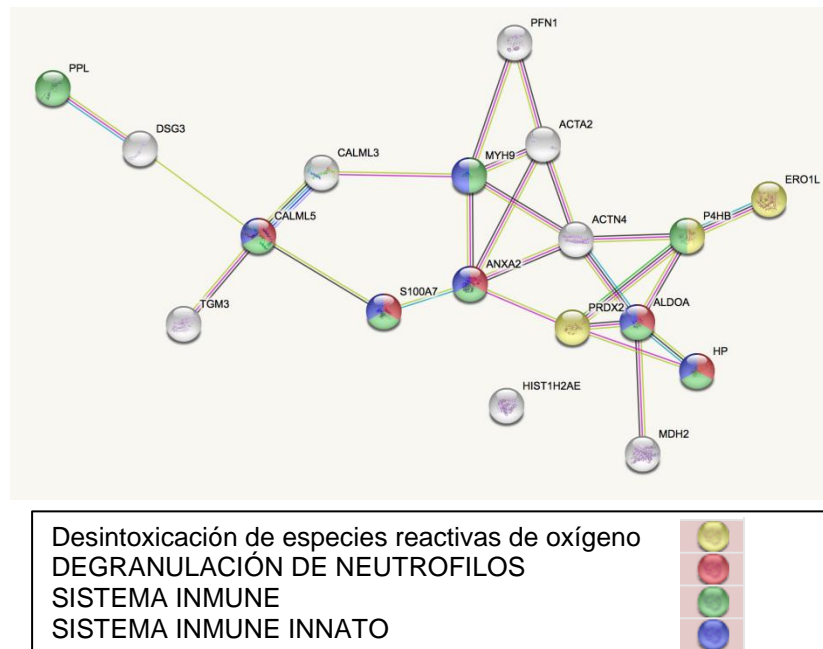 PFN1
PPL
DSG3
ACTA2
CALML3
MYH9
ERO1L
CALML5
P4HB
ACTN4
ANXA2
S100A7
TGM3
PRDX2
ALDOA
HP
HIST1H2AE
MDH2
Desintoxicación de especies reactivas de oxígeno
DEGRANULACIÓN DE NEUTROFILOS
SISTEMA INMUNE
SISTEMA INMUNE INNATO